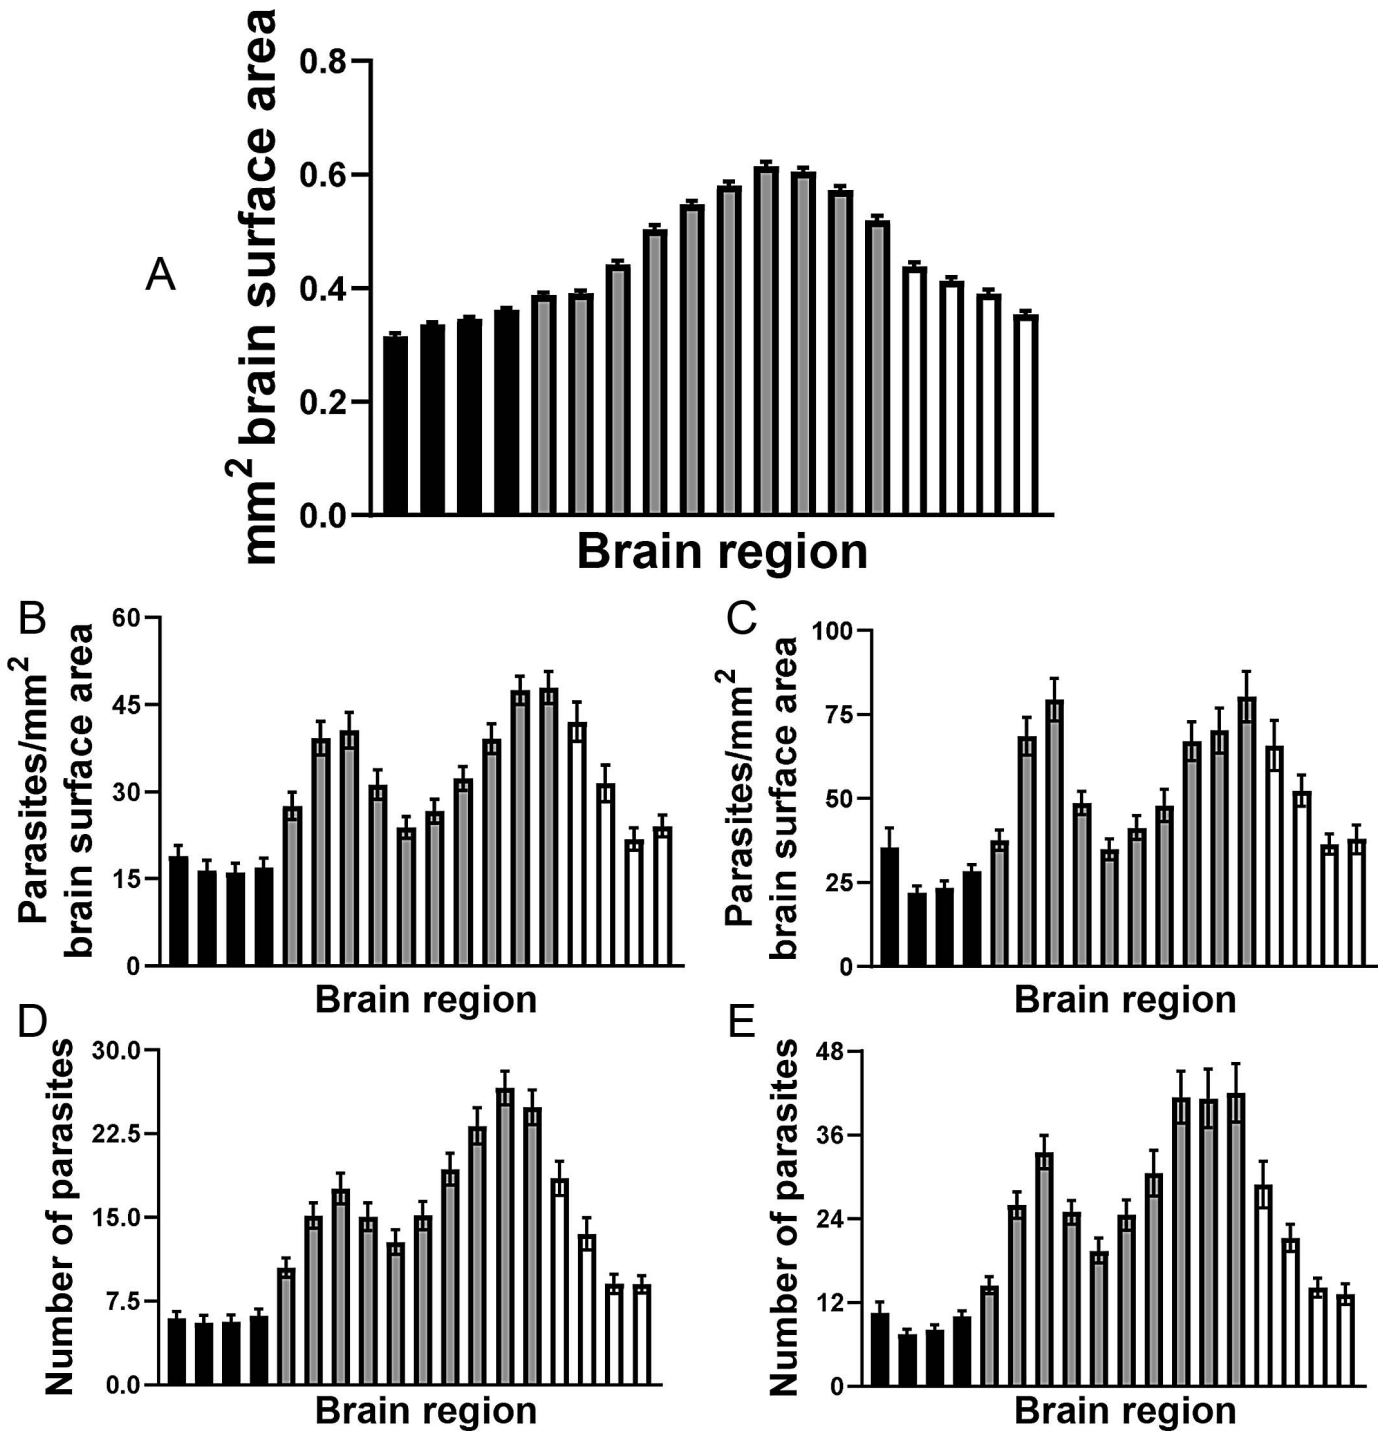 A
mm2 brain surface area
0.8
0.6
0.4
0.2
0.0
Brain region
B
Parasites/mm2
brain surface area
60
45
30
15
0
Brain region
C
Parasites/mm2
brain surface area
100
75
50
25
0
Brain region
D
Number of parasites
30.0
22.5
15.0
7.5
0.0
Brain region
E
Number of parasites
48
36
24
12
0
Brain region